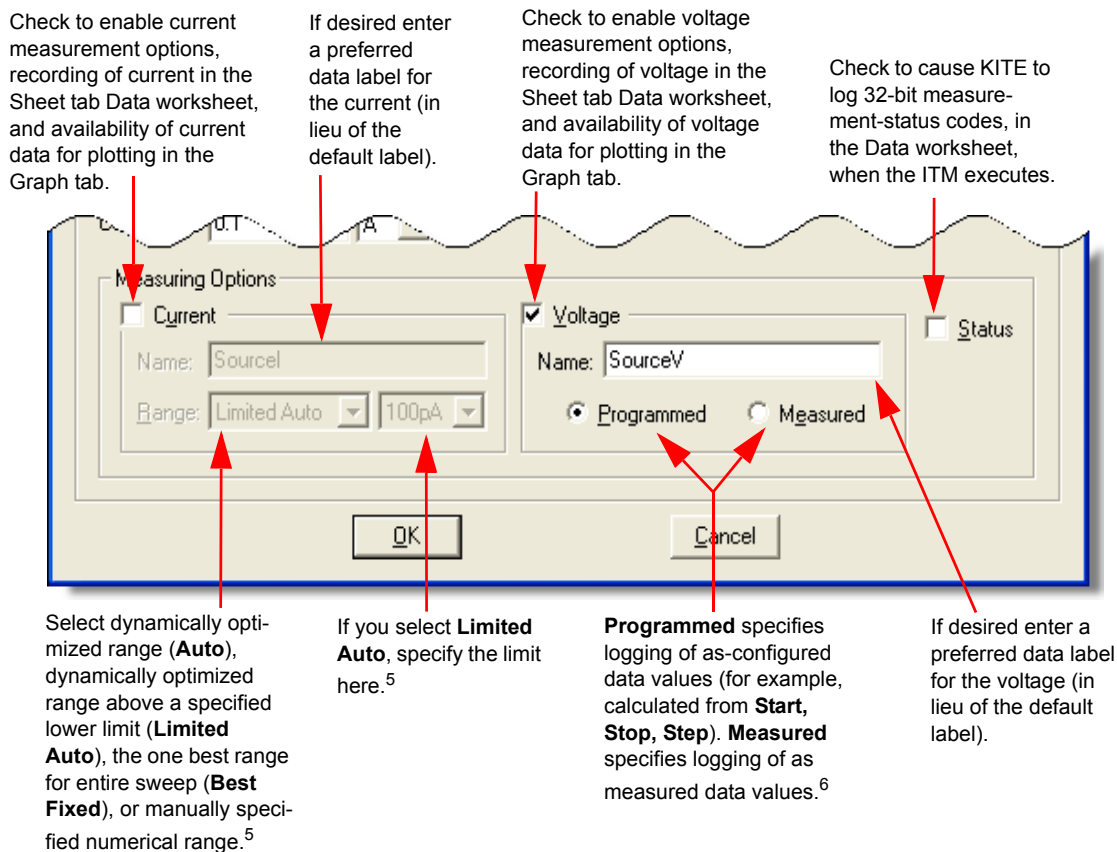 Check to enable current
measurement options,
recording of current in the
Sheet tab Data worksheet,
and availability of current
data for plotting in the
Graph tab.
If desired enter
a preferred
data label for
the current (in
lieu of the
default label).
Check to enable voltage
measurement options,
recording of voltage in the
Sheet tab Data worksheet,
and availability of voltage
data for plotting in the
Graph tab.
Check to cause KITE to
log 32-bit measure-
ment-status codes, in
the Data worksheet,
when the ITM executes.
0.1 A
Measuring Options
Current
Name: SourceI
Range: Limited Auto 100pA
Voltage
Name: SourceV
Programmed Measured
Status
OK
Cancel
Select dynamically opti-
mized range (Auto),
dynamically optimized
range above a specified
lower limit (Limited
Auto), the one best range
for entire sweep (Best
Fixed), or manually speci-
fied numerical range.5
If you select Limited
Auto, specify the limit
here.5
Programmed specifies
logging of as-configured
data values (for example,
calculated from Start,
Stop, Step). Measured
specifies logging of as
measured data values.6
If desired enter a
preferred data label
for the voltage (in
lieu of the default
label).